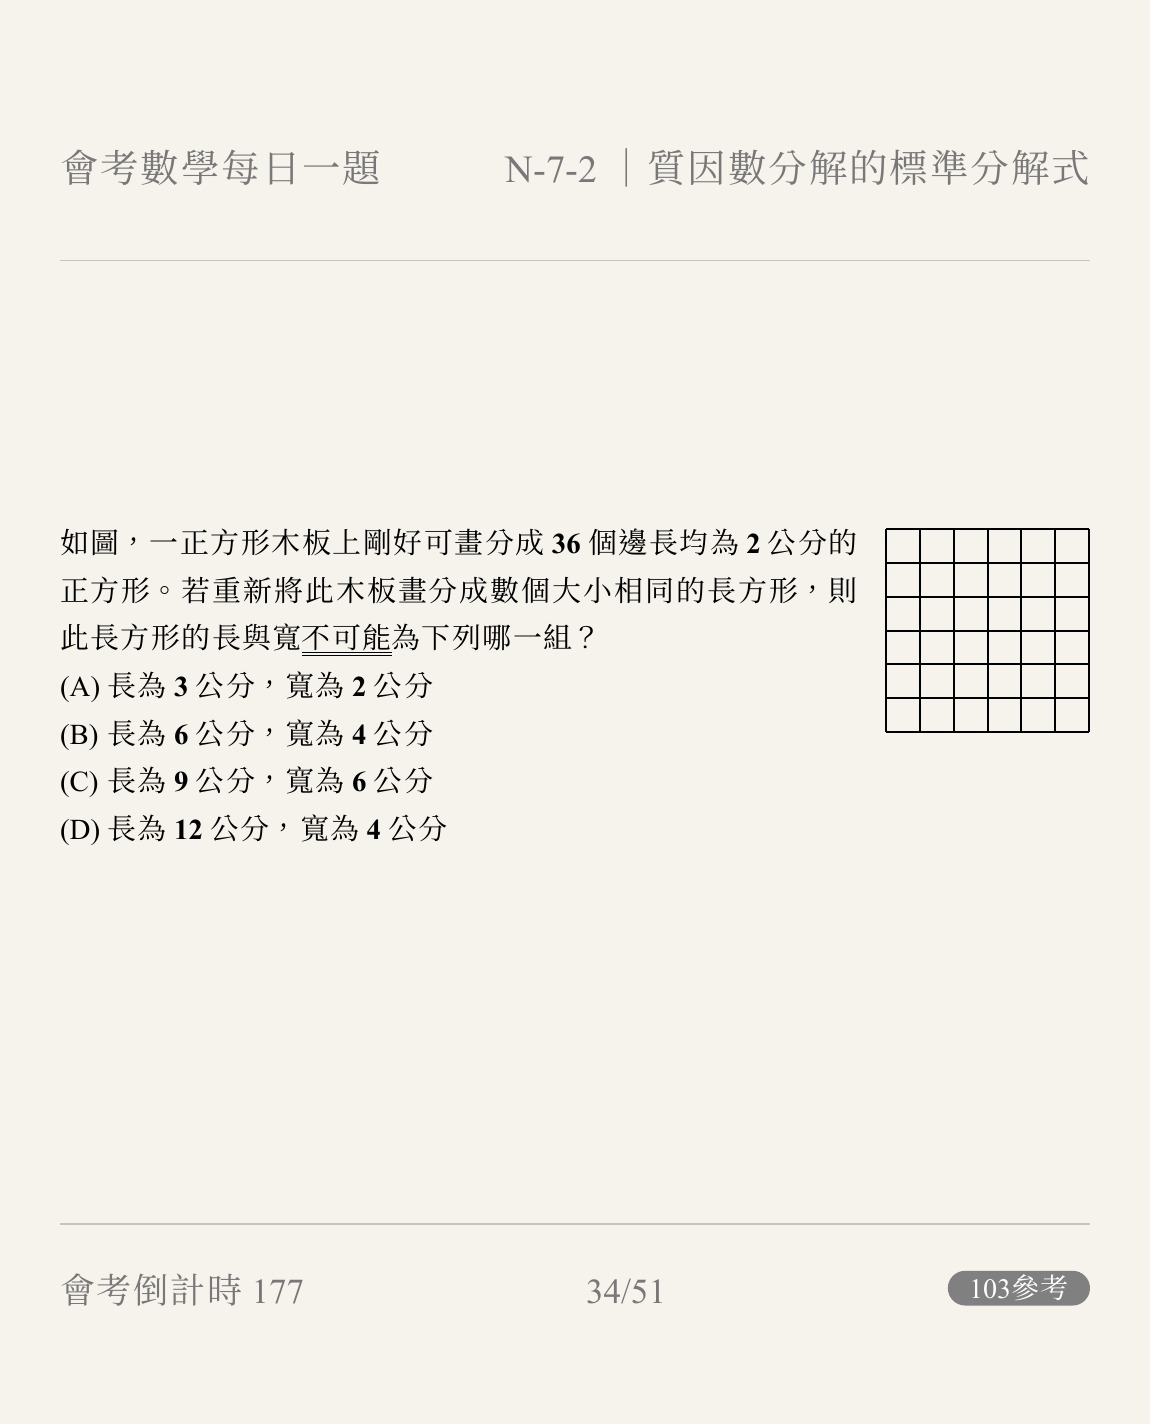 會考數學每日一題
N-7-2｜質因數分解的標準分解式
如圖，一正方形木板上剛好可畫分成 36 個邊長均為 2 公分的
正方形。若重新將此木板畫分成數個大小相同的長方形，則
此長方形的長與寬不可能為下列哪一組？
(A) 長為 3 公分，寬為 2 公分
(B) 長為 6 公分，寬為 4 公分
(C) 長為 9 公分，寬為 6 公分
(D) 長為 12 公分，寬為 4 公分
會考倒計時 177
34/51
103參考